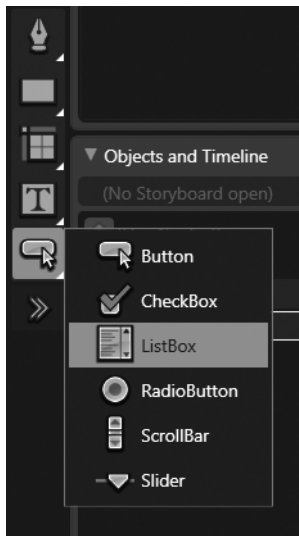 Objects and Timeline
(No Storyboard open)
Button
CheckBox
ListBox
RadioButton
ScrollBar
Slider